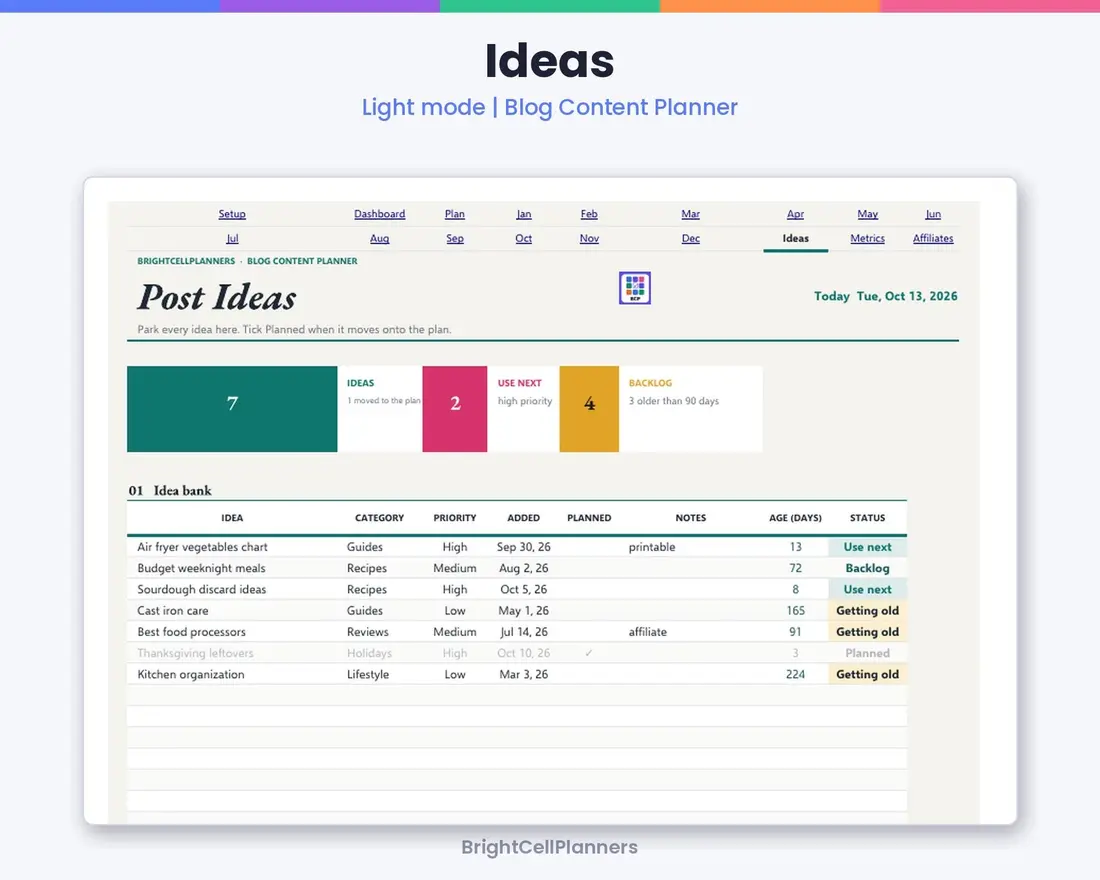 Ideas
Light mode | Blog Content Planner
Setup Dashboard Plan Jan Feb Mar Apr May Jun
Jul Aug Sep Oct Nov Dec Ideas Metrics Affiliates
BRIGHTCELLPLANNERS · BLOG CONTENT PLANNER
Post Ideas
BCP
Today Tue, Oct 13, 2026
Park every idea here. Tick Planned when it moves onto the plan.
7 IDEAS 2 USE NEXT 4 BACKLOG
1 moved to the plan high priority 3 older than 90 days
01 Idea bank
IDEA CATEGORY PRIORITY ADDED PLANNED NOTES AGE (DAYS) STATUS
Air fryer vegetables chart Guides High Sep 30, 26 printable 13 Use next
Budget weeknight meals Recipes Medium Aug 2, 26 72 Backlog
Sourdough discard ideas Recipes High Oct 5, 26 8 Use next
Cast iron care Guides Low May 1, 26 165 Getting old
Best food processors Reviews Medium Jul 14, 26 affiliate 91 Getting old
Thanksgiving leftovers Holidays High Oct 10, 26 ✓ 3 Planned
Kitchen organization Lifestyle Low Mar 3, 26 224 Getting old
BrightCellPlanners